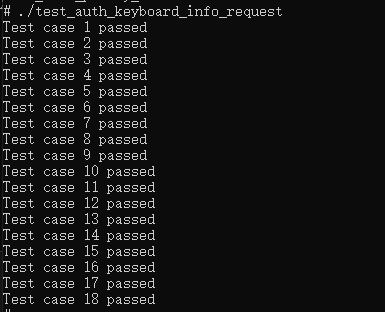 # ./test_auth_keyboard_info_request
Test case 1 passed
Test case 2 passed
Test case 3 passed
Test case 4 passed
Test case 5 passed
Test case 6 passed
Test case 7 passed
Test case 8 passed
Test case 9 passed
Test case 10 passed
Test case 11 passed
Test case 12 passed
Test case 13 passed
Test case 14 passed
Test case 15 passed
Test case 16 passed
Test case 17 passed
Test case 18 passed